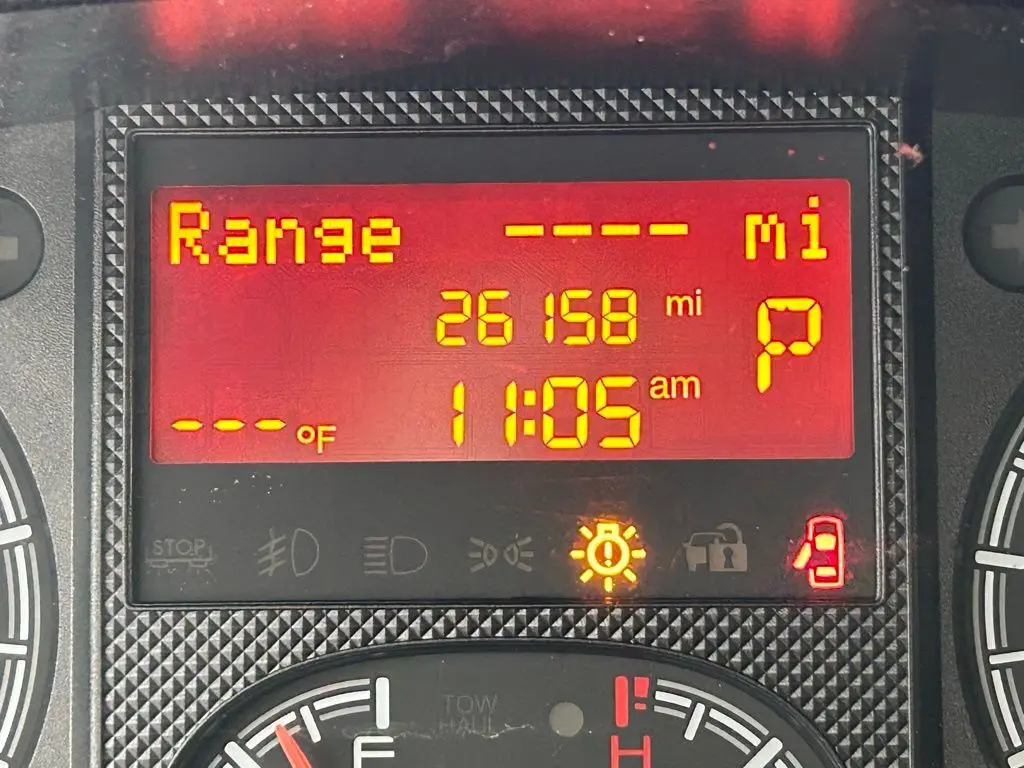 Range ---- mi
26158 mi
P
11:05 am
---°F
STOP
TOW
HAUL
F
H